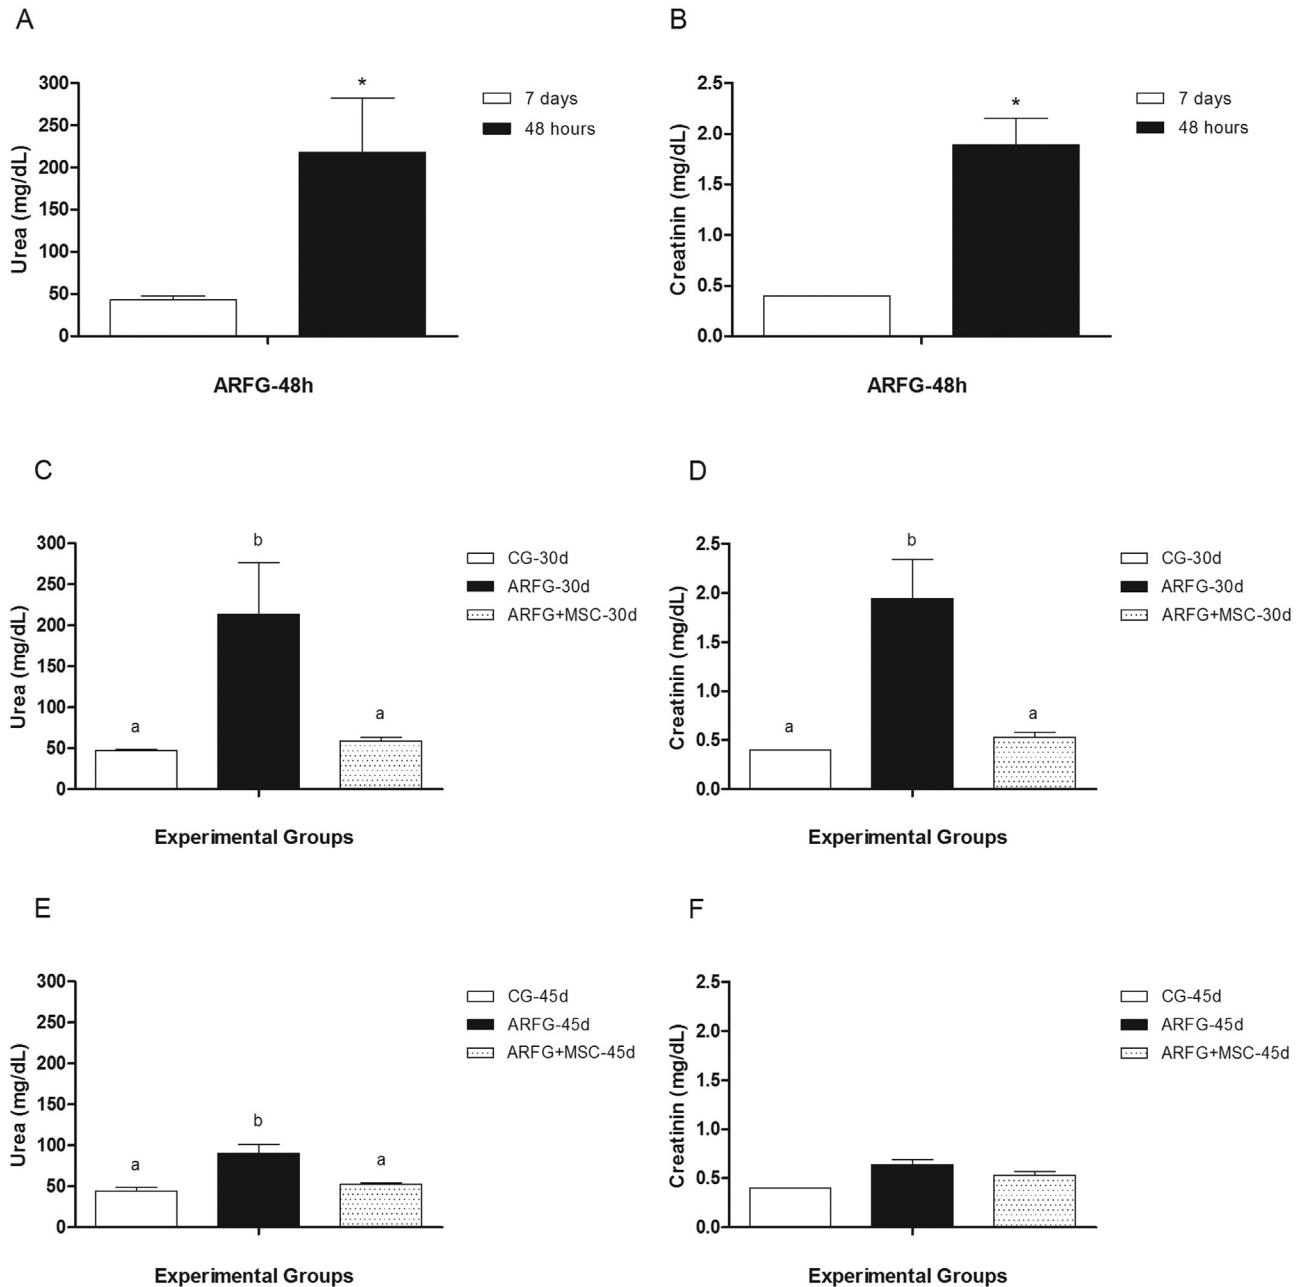 A
B
300
250
200
150
100
50
0
Urea (mg/dL)
*
7 days
48 hours
ARFG-48h
2.5
2.0
1.5
1.0
0.5
0.0
Creatinin (mg/dL)
*
7 days
48 hours
ARFG-48h
C
D
300
250
200
150
100
50
0
Urea (mg/dL)
a
b
a
CG-30d
ARFG-30d
ARFG+MSC-30d
Experimental Groups
2.5
2.0
1.5
1.0
0.5
0.0
Creatinin (mg/dL)
a
b
a
CG-30d
ARFG-30d
ARFG+MSC-30d
Experimental Groups
E
F
300
250
200
150
100
50
0
Urea (mg/dL)
a
b
a
CG-45d
ARFG-45d
ARFG+MSC-45d
Experimental Groups
2.5
2.0
1.5
1.0
0.5
0.0
Creatinin (mg/dL)
CG-45d
ARFG-45d
ARFG+MSC-45d
Experimental Groups